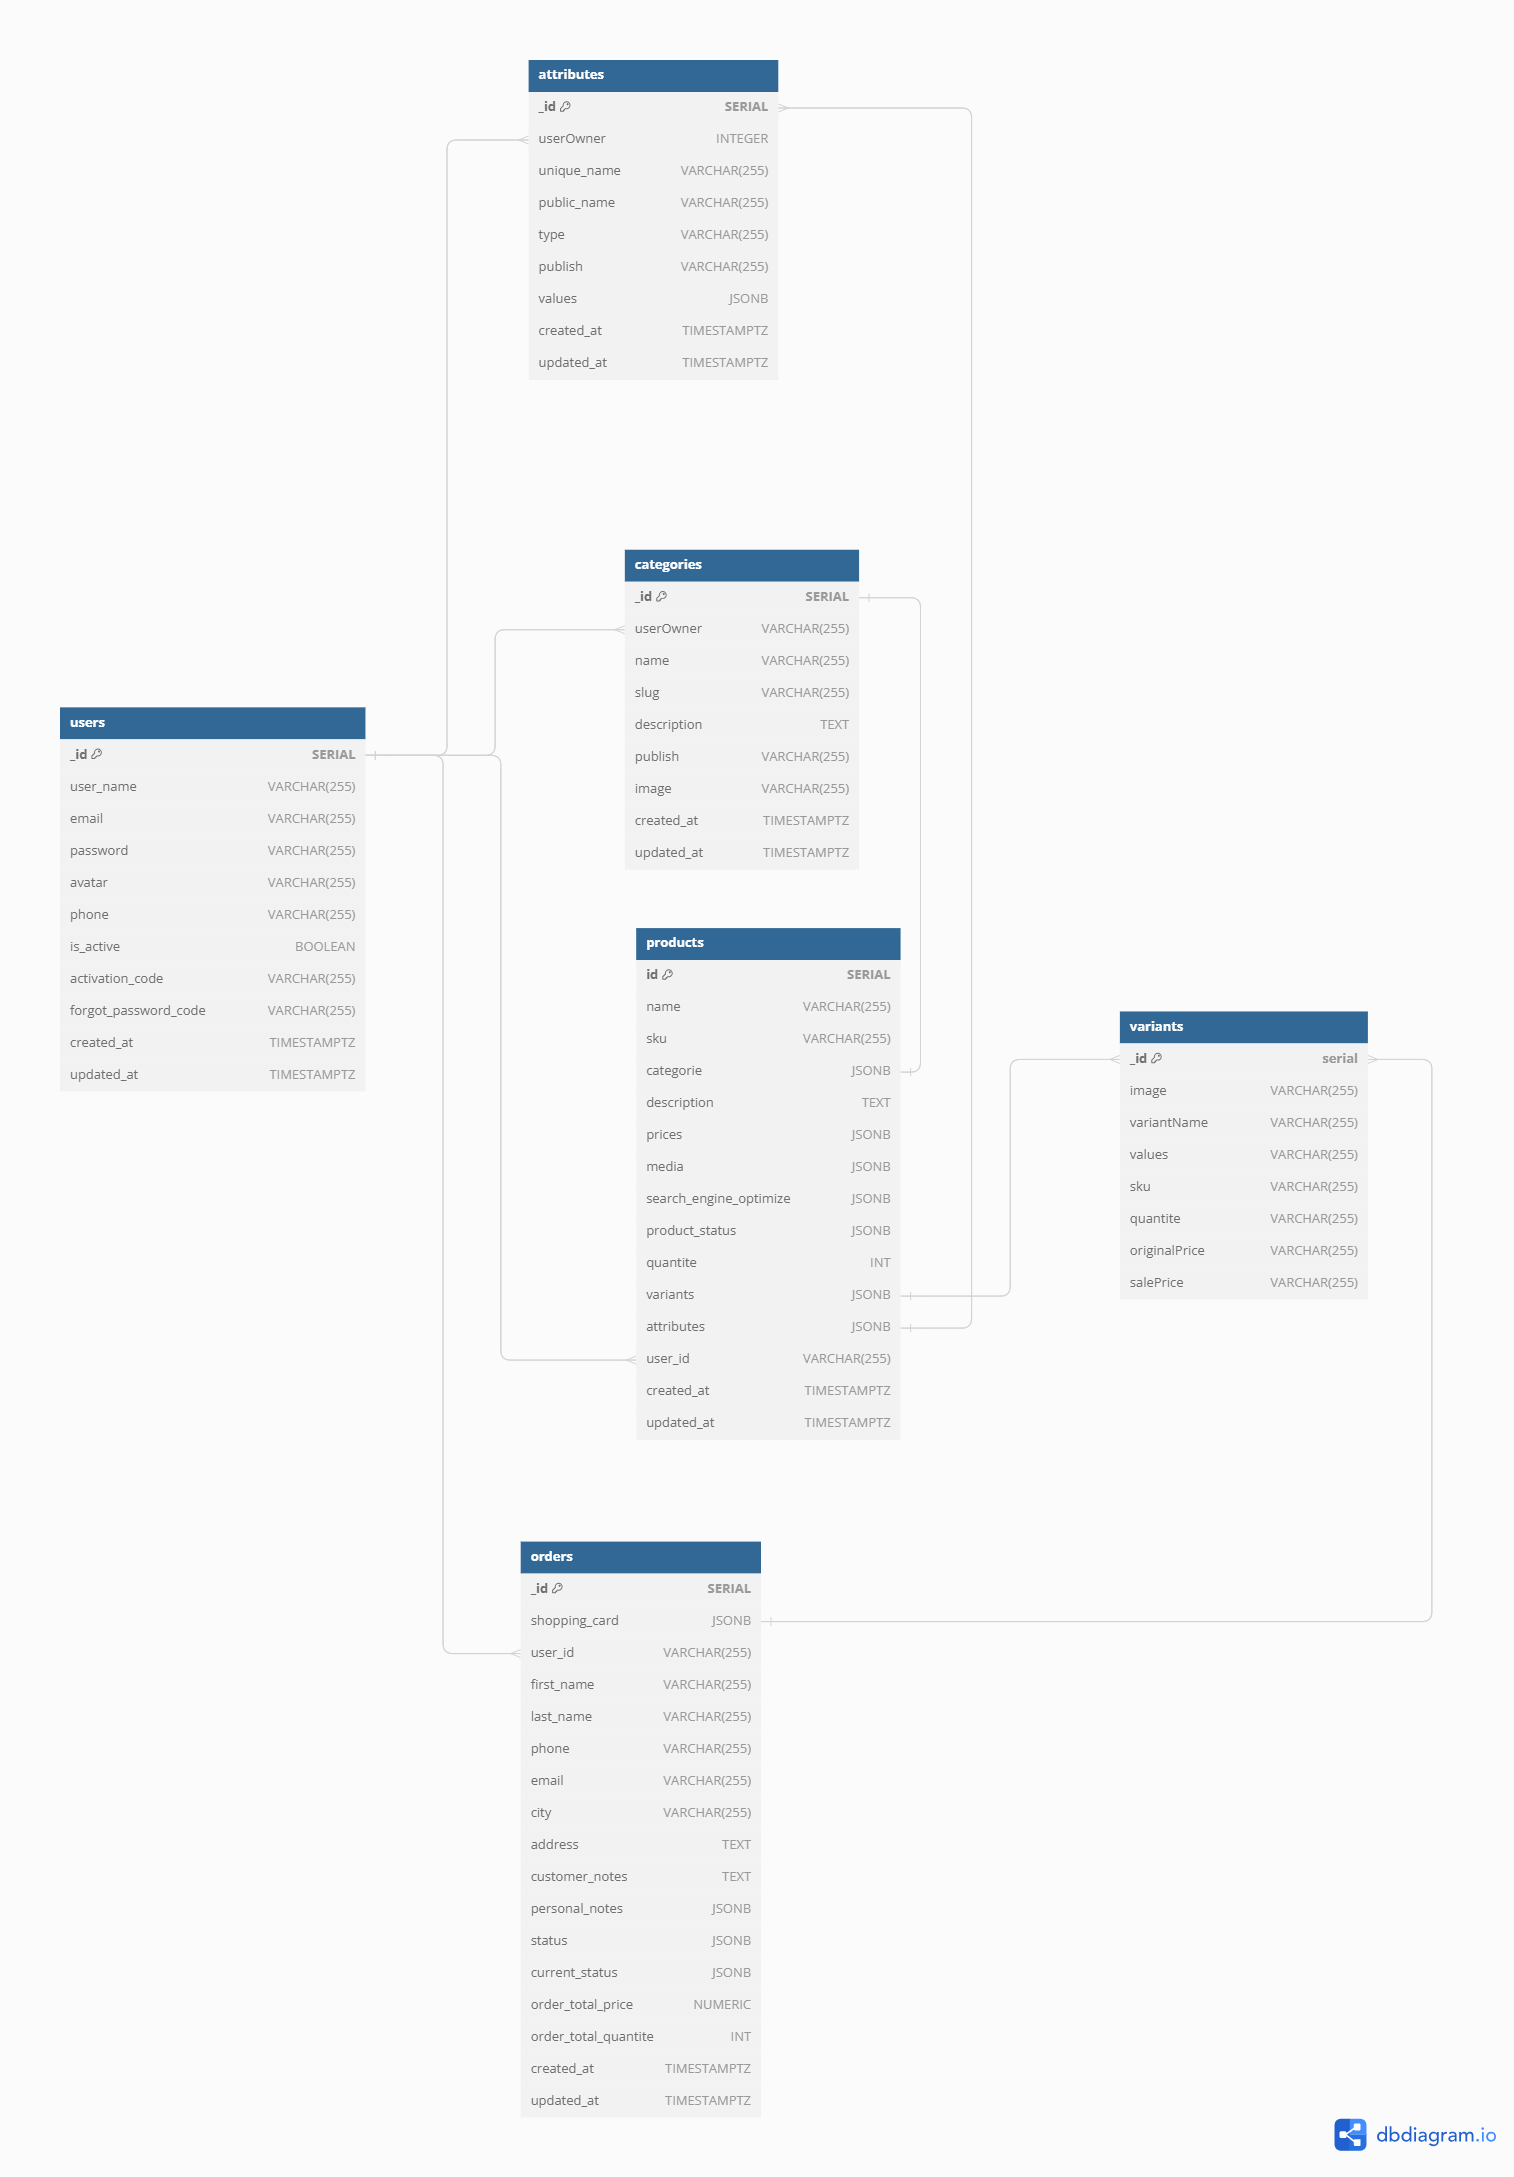 attributes
_id SERIAL
userOwner INTEGER
unique_name VARCHAR(255)
public_name VARCHAR(255)
type VARCHAR(255)
publish VARCHAR(255)
values JSONB
created_at TIMESTAMPTZ
updated_at TIMESTAMPTZ
categories
_id SERIAL
userOwner VARCHAR(255)
name VARCHAR(255)
slug VARCHAR(255)
description TEXT
publish VARCHAR(255)
image VARCHAR(255)
created_at TIMESTAMPTZ
updated_at TIMESTAMPTZ
users
_id SERIAL
user_name VARCHAR(255)
email VARCHAR(255)
password VARCHAR(255)
avatar VARCHAR(255)
phone VARCHAR(255)
is_active BOOLEAN
activation_code VARCHAR(255)
forgot_password_code VARCHAR(255)
created_at TIMESTAMPTZ
updated_at TIMESTAMPTZ
products
id SERIAL
name VARCHAR(255)
sku VARCHAR(255)
categorie JSONB
description TEXT
prices JSONB
media JSONB
search_engine_optimize JSONB
product_status JSONB
quantite INT
variants JSONB
attributes JSONB
user_id VARCHAR(255)
created_at TIMESTAMPTZ
updated_at TIMESTAMPTZ
variants
_id serial
image VARCHAR(255)
variantName VARCHAR(255)
values VARCHAR(255)
sku VARCHAR(255)
quantite VARCHAR(255)
originalPrice VARCHAR(255)
salePrice VARCHAR(255)
orders
_id SERIAL
shopping_card JSONB
user_id VARCHAR(255)
first_name VARCHAR(255)
last_name VARCHAR(255)
phone VARCHAR(255)
email VARCHAR(255)
city VARCHAR(255)
address TEXT
customer_notes TEXT
personal_notes JSONB
status JSONB
current_status JSONB
order_total_price NUMERIC
order_total_quantite INT
created_at TIMESTAMPTZ
updated_at TIMESTAMPTZ
dbdiagram.io